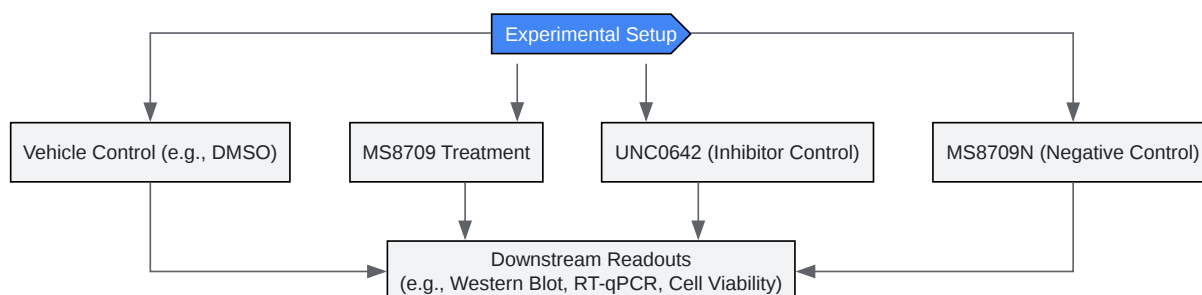 Experimental Setup
Vehicle Control (e.g., DMSO)
MS8709 Treatment
UNC0642 (Inhibitor Control)
MS8709N (Negative Control)
Downstream Readouts
(e.g., Western Blot, RT-qPCR, Cell Viability)